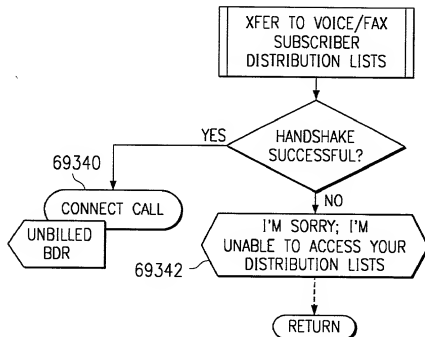 XFER TO VOICE/FAX
SUBSCRIBER
DISTRIBUTION LISTS
YES
HANDSHAKE
SUCCESSFUL?
69340
CONNECT CALL
UNBILLED
BDR
NO
I'M SORRY; I'M
UNABLE TO ACCESS YOUR
DISTRIBUTION LISTS
69342
RETURN